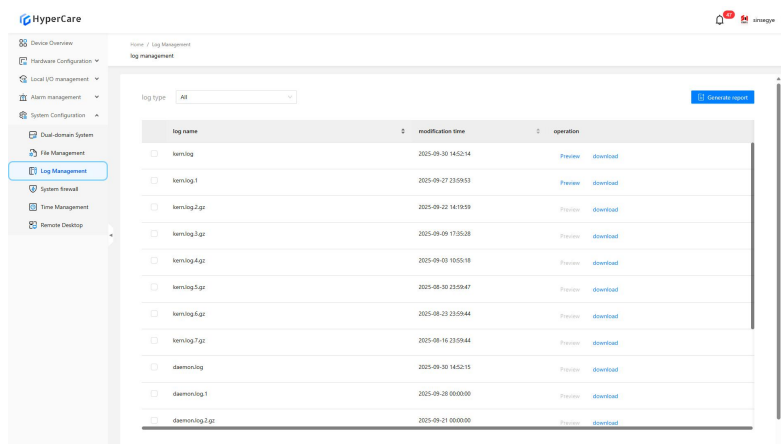 HyperCare
47
sinsegye
Device Overview
Hardware Configuration
Local I/O management
Alarm management
System Configuration
Dual-domain System
File Management
Log Management
System firewall
Time Management
Remote Desktop
Home / Log Management
log management
log type All
Generate report
log name modification time operation
kern.log 2025-09-30 14:52:14 Preview download
kern.log.1 2025-09-27 23:59:53 Preview download
kern.log.2.gz 2025-09-22 14:19:59 Preview download
kern.log.3.gz 2025-09-09 17:35:28 Preview download
kern.log.4.gz 2025-09-03 10:55:18 Preview download
kern.log.5.gz 2025-08-30 23:59:47 Preview download
kern.log.6.gz 2025-08-23 23:59:44 Preview download
kern.log.7.gz 2025-08-16 23:59:44 Preview download
daemon.log 2025-09-30 14:52:15 Preview download
daemon.log.1 2025-09-28 00:00:00 Preview download
daemon.log.2.gz 2025-09-21 00:00:00 Preview download